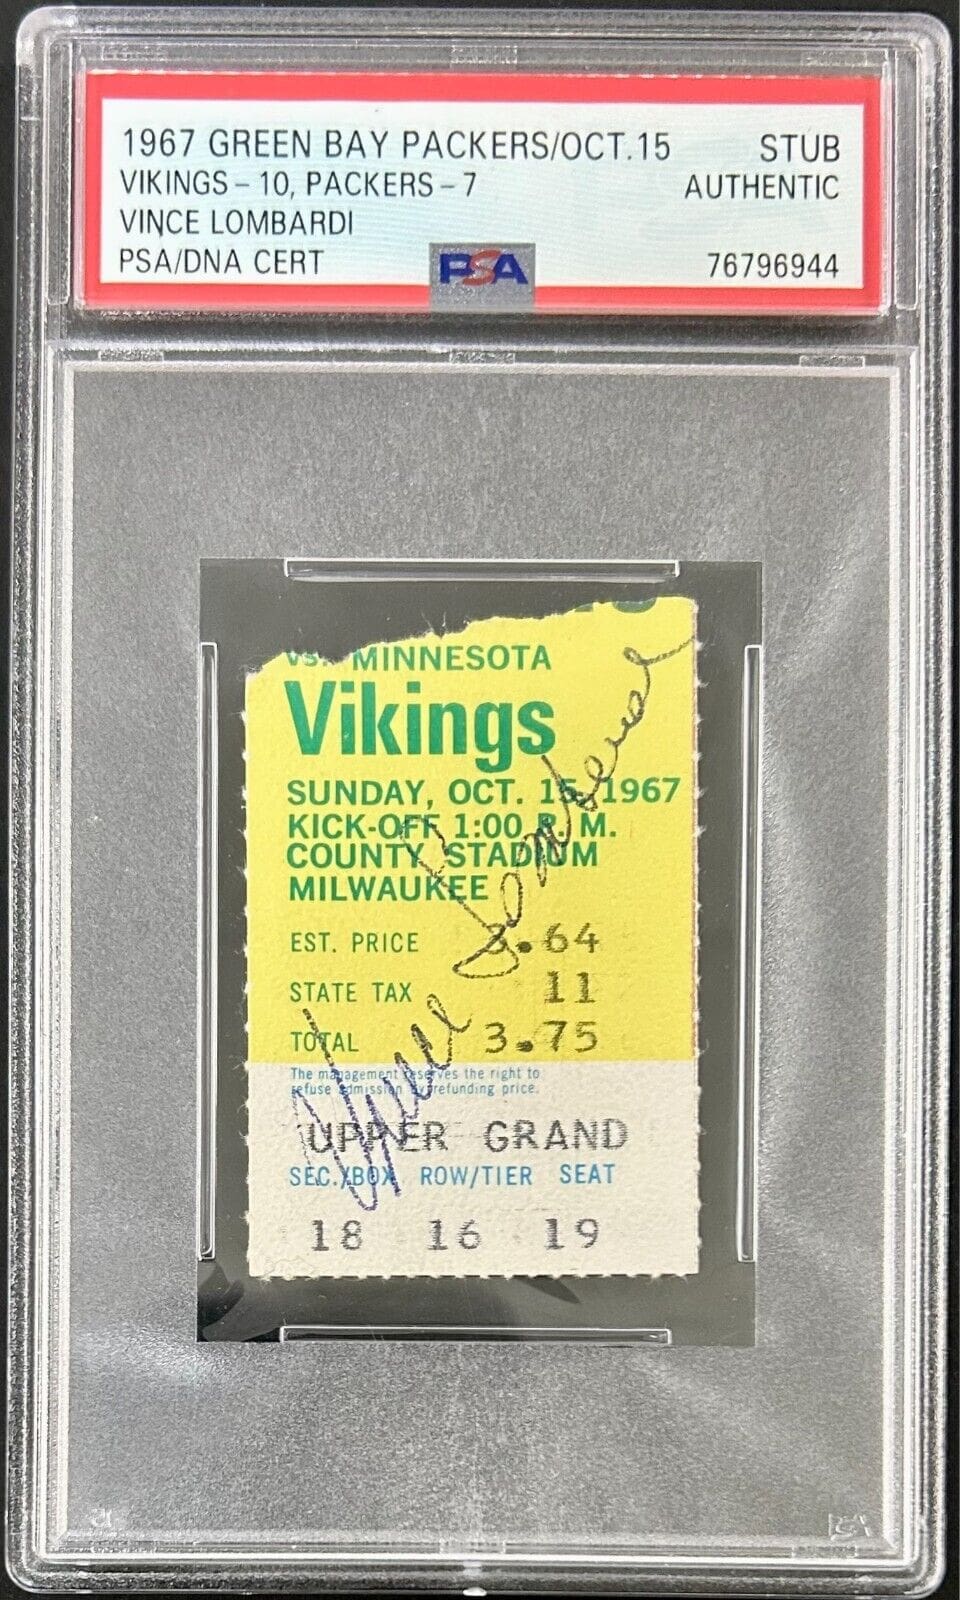 1967 GREEN BAY PACKERS/OCT.15 STUB
VIKINGS - 10, PACKERS - 7 AUTHENTIC
VINCE LOMBARDI
PSA/DNA CERT PSA 76796944
vs. MINNESOTA
Vikings
SUNDAY, OCT. 15, 1967
KICK-OFF 1:00 P.M.
COUNTY STADIUM
MILWAUKEE
EST. PRICE 3.64
STATE TAX 11
TOTAL 3.75
The management reserves the right to
refuse admission by refunding price.
UPPER GRAND
SEC./BOX ROW/TIER SEAT
18 16 19
Vince Lombardi
PSA